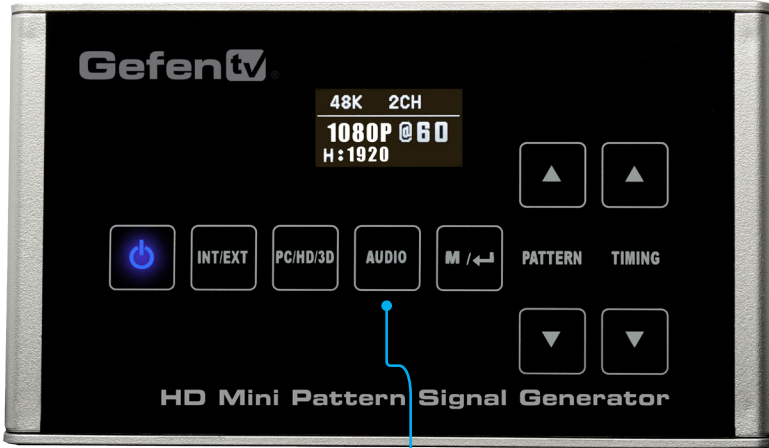 Gefen tv®
48K 2CH
1080P @60
H:1920
INT/EXT PC/HD/3D AUDIO M / PATTERN TIMING
HD Mini Pattern Signal Generator